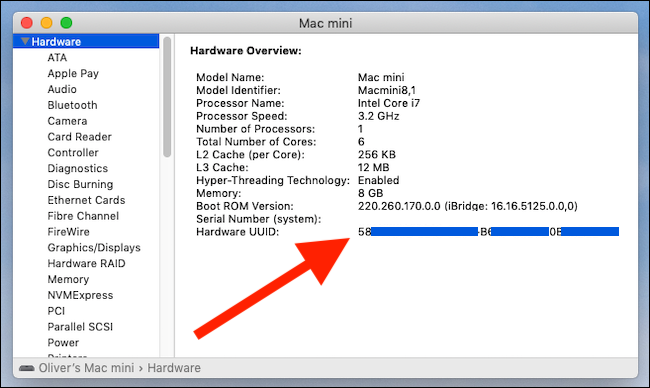 Mac mini
Hardware
ATA
Apple Pay
Audio
Bluetooth
Camera
Card Reader
Controller
Diagnostics
Disc Burning
Ethernet Cards
Fibre Channel
FireWire
Graphics/Displays
Hardware RAID
Memory
NVMExpress
PCI
Parallel SCSI
Power
Printers
Hardware Overview:
Model Name: Mac mini
Model Identifier: Macmini8,1
Processor Name: Intel Core i7
Processor Speed: 3.2 GHz
Number of Processors: 1
Total Number of Cores: 6
L2 Cache (per Core): 256 KB
L3 Cache: 12 MB
Hyper-Threading Technology: Enabled
Memory: 8 GB
Boot ROM Version: 220.260.170.0.0 (iBridge: 16.16.5125.0.0,0)
Serial Number (system):
Hardware UUID: 58 -B6 0E
Oliver's Mac mini › Hardware